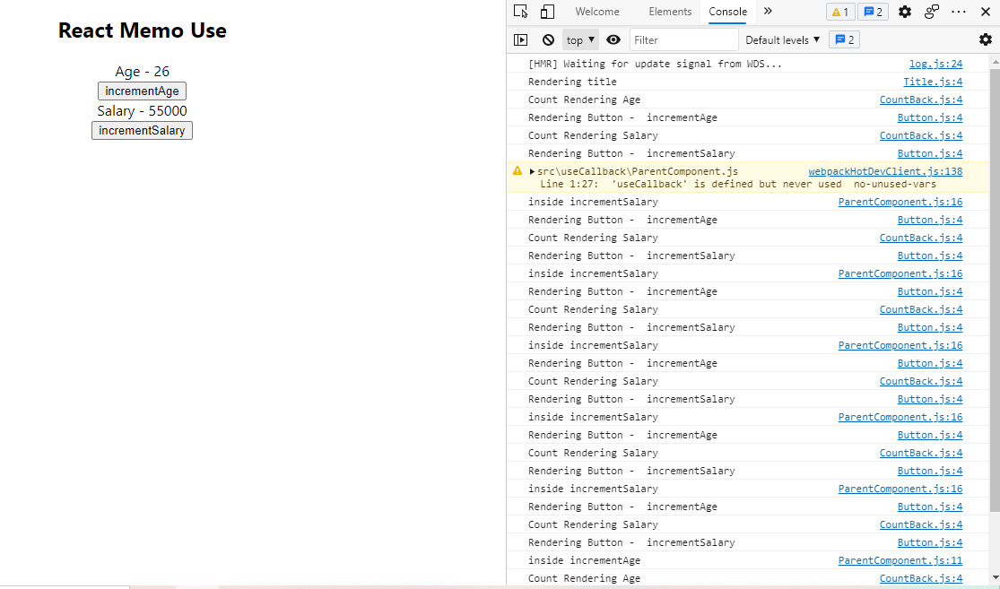 React Memo Use
Age - 26
incrementAge
Salary - 55000
incrementSalary
Welcome Elements Console » 1 2
top ▼ Filter Default levels ▼ 2
[HMR] Waiting for update signal from WDS... log.js:24
Rendering title Title.js:4
Count Rendering Age CountBack.js:4
Rendering Button -  incrementAge Button.js:4
Count Rendering Salary CountBack.js:4
Rendering Button -  incrementSalary Button.js:4
▶src\useCallback\ParentComponent.js webpackHotDevClient.js:138
Line 1:27:  'useCallback' is defined but never used  no-unused-vars
inside incrementSalary ParentComponent.js:16
Rendering Button -  incrementAge Button.js:4
Count Rendering Salary CountBack.js:4
Rendering Button -  incrementSalary Button.js:4
inside incrementSalary ParentComponent.js:16
Rendering Button -  incrementAge Button.js:4
Count Rendering Salary CountBack.js:4
Rendering Button -  incrementSalary Button.js:4
inside incrementSalary ParentComponent.js:16
Rendering Button -  incrementAge Button.js:4
Count Rendering Salary CountBack.js:4
Rendering Button -  incrementSalary Button.js:4
inside incrementSalary ParentComponent.js:16
Rendering Button -  incrementAge Button.js:4
Count Rendering Salary CountBack.js:4
Rendering Button -  incrementSalary Button.js:4
inside incrementSalary ParentComponent.js:16
Rendering Button -  incrementAge Button.js:4
Count Rendering Salary CountBack.js:4
Rendering Button -  incrementSalary Button.js:4
inside incrementAge ParentComponent.js:11
Count Rendering Age CountBack.js:4